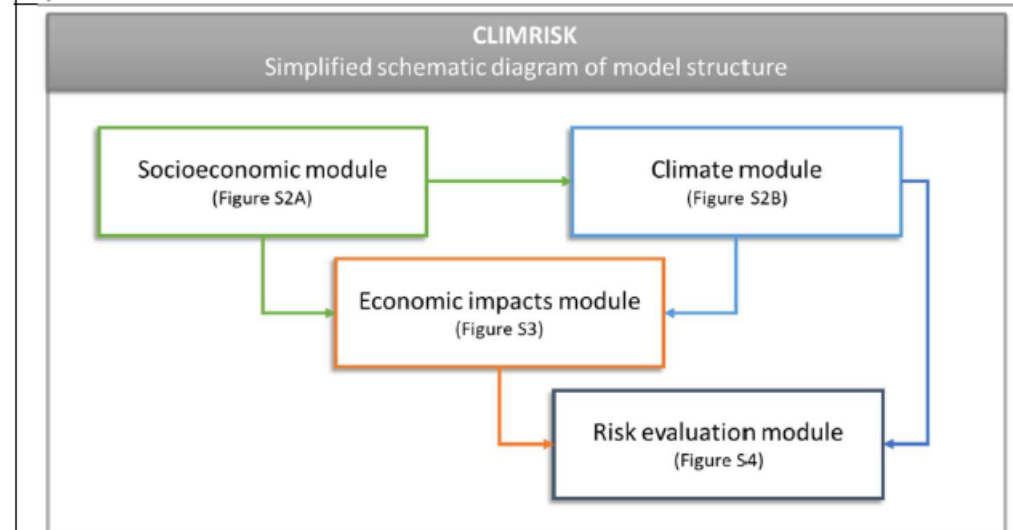 CLIMRISK
Simplified schematic diagram of model structure
Socioeconomic module
(Figure S2A)
Climate module
(Figure S2B)
Economic impacts module
(Figure S3)
Risk evaluation module
(Figure S4)